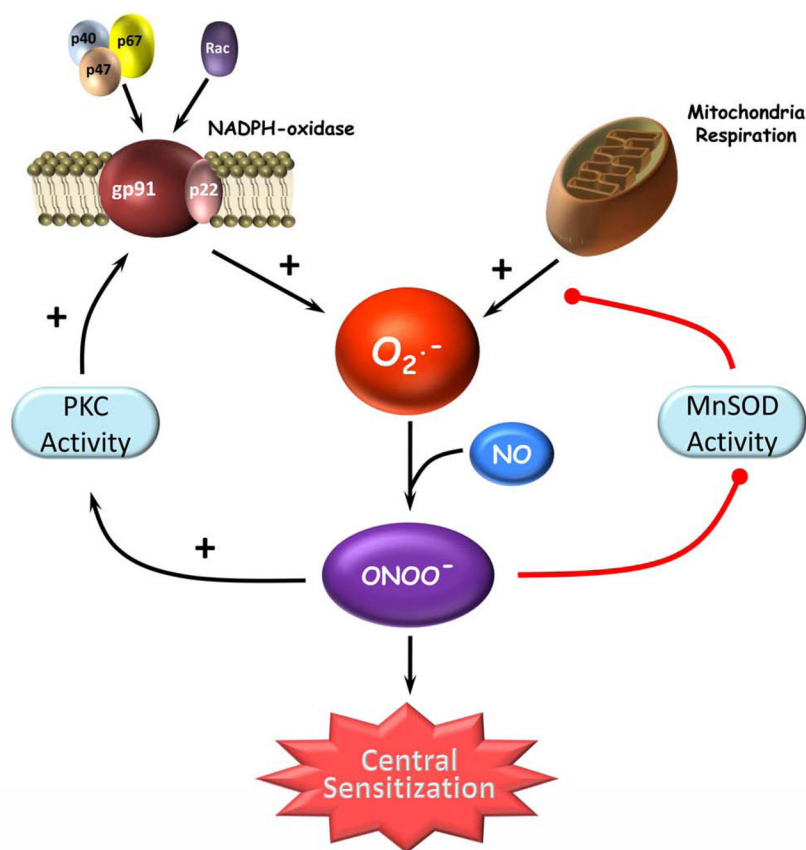 p40
p67
p47
Rac
NADPH-oxidase
gp91
p22
Mitochondria
Respiration
+
+
+
O₂·-
PKC
Activity
MnSOD
Activity
NO
+
ONOO⁻
Central
Sensitization